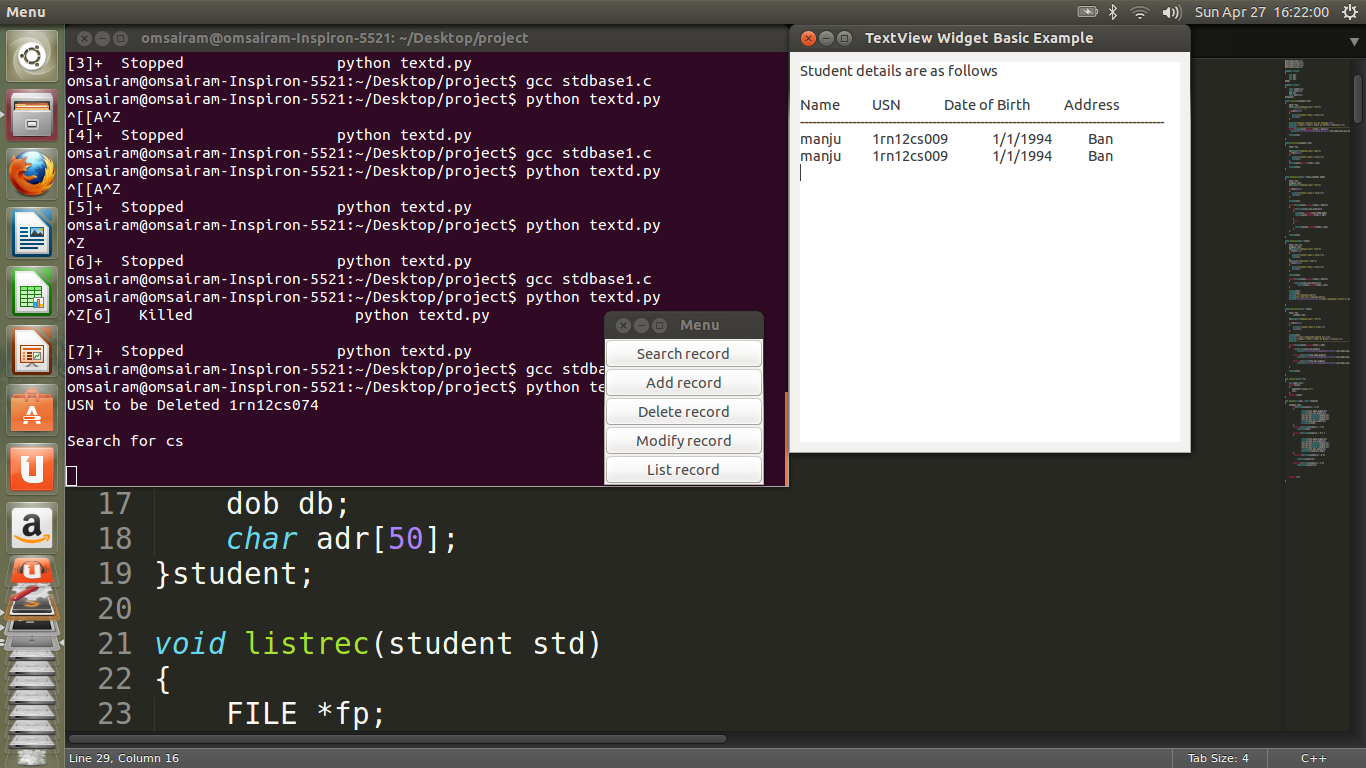 Menu
Sun Apr 27 16:22:00
omsairam@omsairam-Inspiron-5521: ~/Desktop/project
[3]+  Stopped                 python textd.py
omsairam@omsairam-Inspiron-5521:~/Desktop/project$ gcc stdbase1.c
omsairam@omsairam-Inspiron-5521:~/Desktop/project$ python textd.py
^[[A^Z
[4]+  Stopped                 python textd.py
omsairam@omsairam-Inspiron-5521:~/Desktop/project$ gcc stdbase1.c
omsairam@omsairam-Inspiron-5521:~/Desktop/project$ python textd.py
^[[A^Z
[5]+  Stopped                 python textd.py
omsairam@omsairam-Inspiron-5521:~/Desktop/project$ python textd.py
^Z
[6]+  Stopped                 python textd.py
omsairam@omsairam-Inspiron-5521:~/Desktop/project$ gcc stdbase1.c
omsairam@omsairam-Inspiron-5521:~/Desktop/project$ python textd.py
^Z[6]   Killed                  python textd.py
[7]+  Stopped                 python textd.py
omsairam@omsairam-Inspiron-5521:~/Desktop/project$ gcc stdba
omsairam@omsairam-Inspiron-5521:~/Desktop/project$ python te
USN to be Deleted 1rn12cs074
Search for cs
Menu
Search record
Add record
Delete record
Modify record
List record
TextView Widget Basic Example
Student details are as follows
Name USN Date of Birth Address
manju 1rn12cs009 1/1/1994 Ban
manju 1rn12cs009 1/1/1994 Ban
17 dob db;
18 char adr[50];
19 }student;
20
21 void listrec(student std)
22 {
23 FILE *fp;
Line 29, Column 16
Tab Size: 4
C++